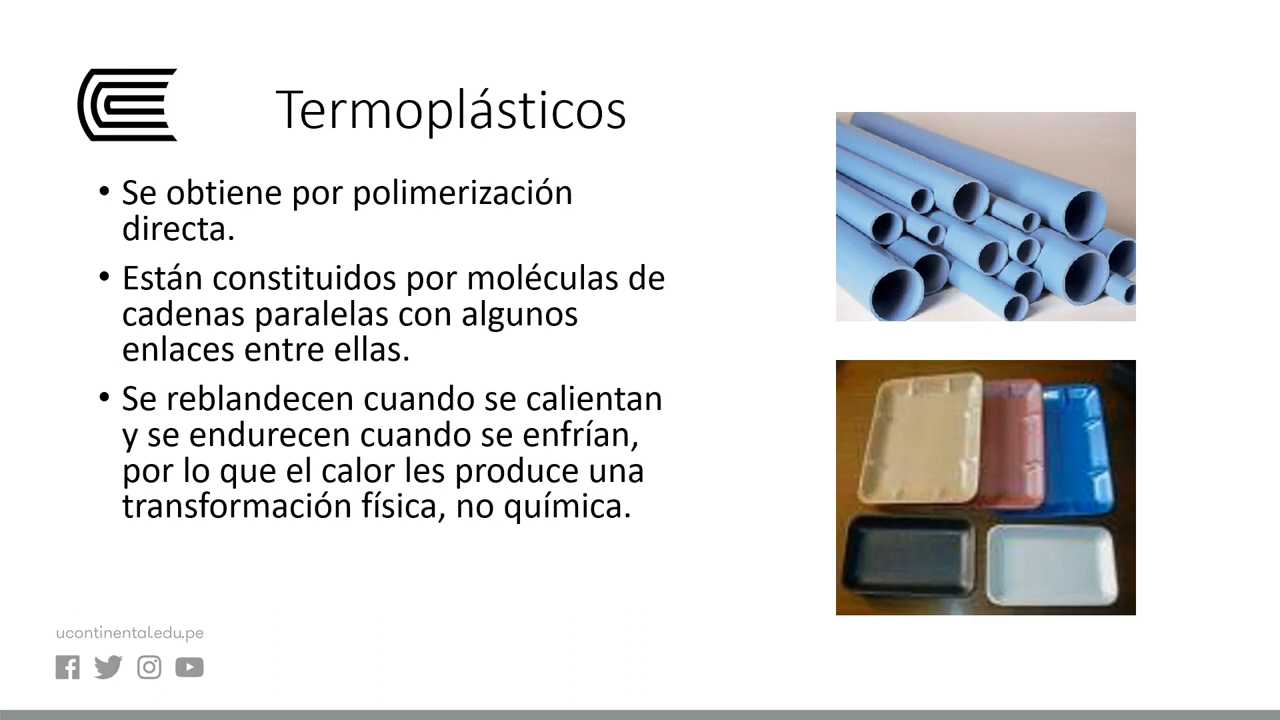 Termoplásticos
• Se obtiene por polimerización
directa.
• Están constituidos por moléculas de
cadenas paralelas con algunos
enlaces entre ellas.
• Se reblandecen cuando se calientan
y se endurecen cuando se enfrían,
por lo que el calor les produce una
transformación física, no química.
ucontinental.edu.pe